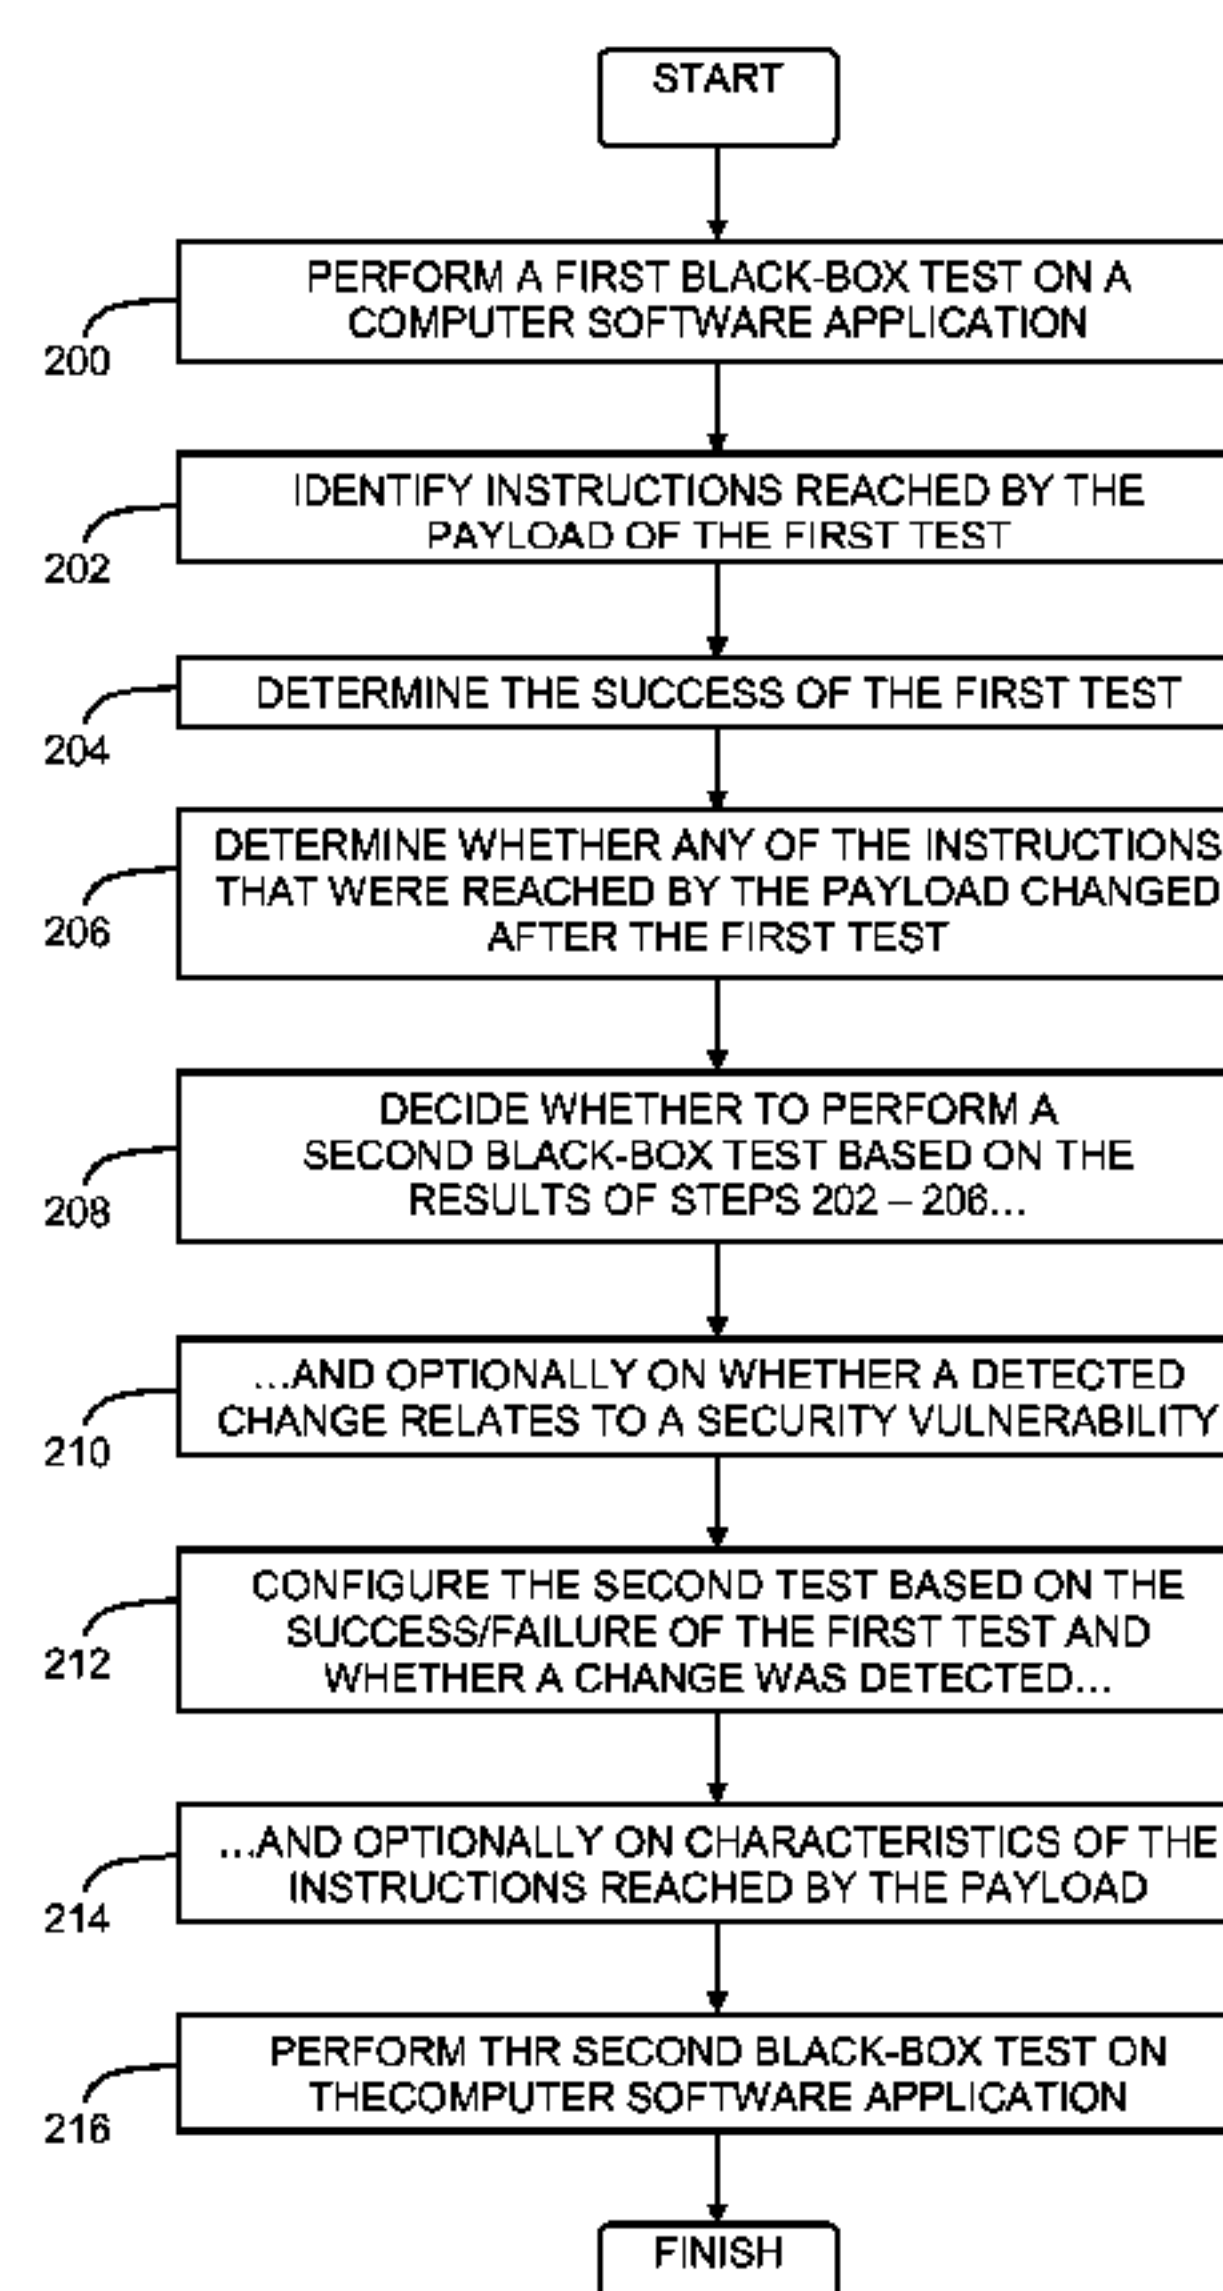 START
PERFORM A FIRST BLACK-BOX TEST ON A
COMPUTER SOFTWARE APPLICATION
200
IDENTIFY INSTRUCTIONS REACHED BY THE
PAYLOAD OF THE FIRST TEST
202
DETERMINE THE SUCCESS OF THE FIRST TEST
204
DETERMINE WHETHER ANY OF THE INSTRUCTIONS
THAT WERE REACHED BY THE PAYLOAD CHANGED
AFTER THE FIRST TEST
206
DECIDE WHETHER TO PERFORM A
SECOND BLACK-BOX TEST BASED ON THE
RESULTS OF STEPS 202 – 206...
208
...AND OPTIONALLY ON WHETHER A DETECTED
CHANGE RELATES TO A SECURITY VULNERABILITY
210
CONFIGURE THE SECOND TEST BASED ON THE
SUCCESS/FAILURE OF THE FIRST TEST AND
WHETHER A CHANGE WAS DETECTED...
212
...AND OPTIONALLY ON CHARACTERISTICS OF THE
INSTRUCTIONS REACHED BY THE PAYLOAD
214
PERFORM THR SECOND BLACK-BOX TEST ON
THECOMPUTER SOFTWARE APPLICATION
216
FINISH